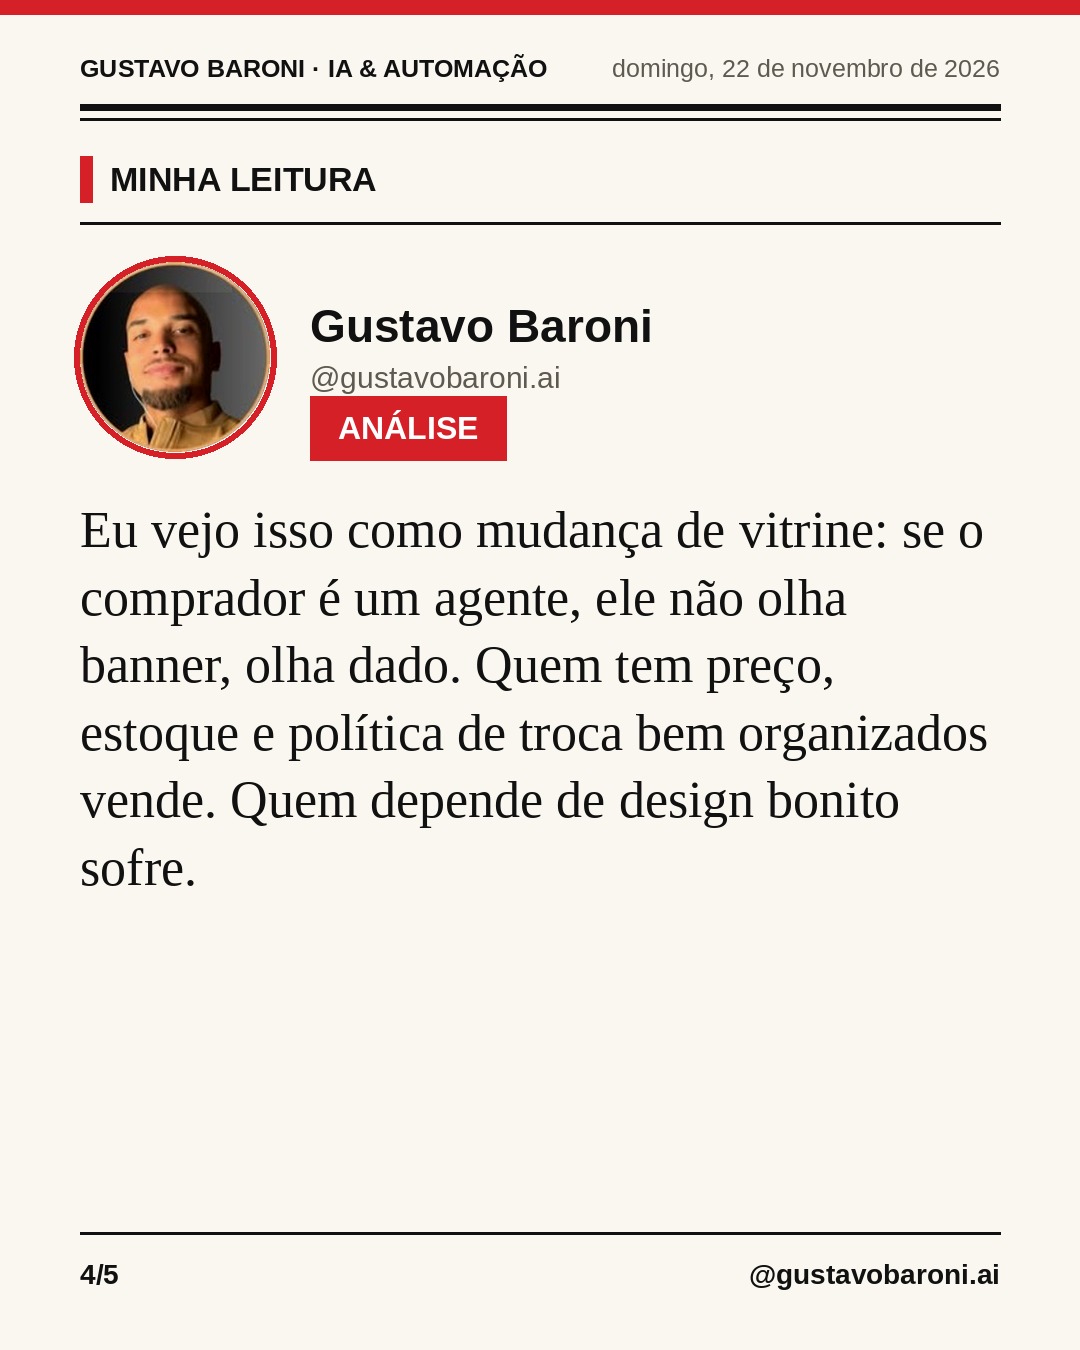 GUSTAVO BARONI · IA & AUTOMAÇÃO
domingo, 22 de novembro de 2026
MINHA LEITURA
Gustavo Baroni
@gustavobaroni.ai
ANÁLISE
Eu vejo isso como mudança de vitrine: se o
comprador é um agente, ele não olha
banner, olha dado. Quem tem preço,
estoque e política de troca bem organizados
vende. Quem depende de design bonito
sofre.
4/5
@gustavobaroni.ai